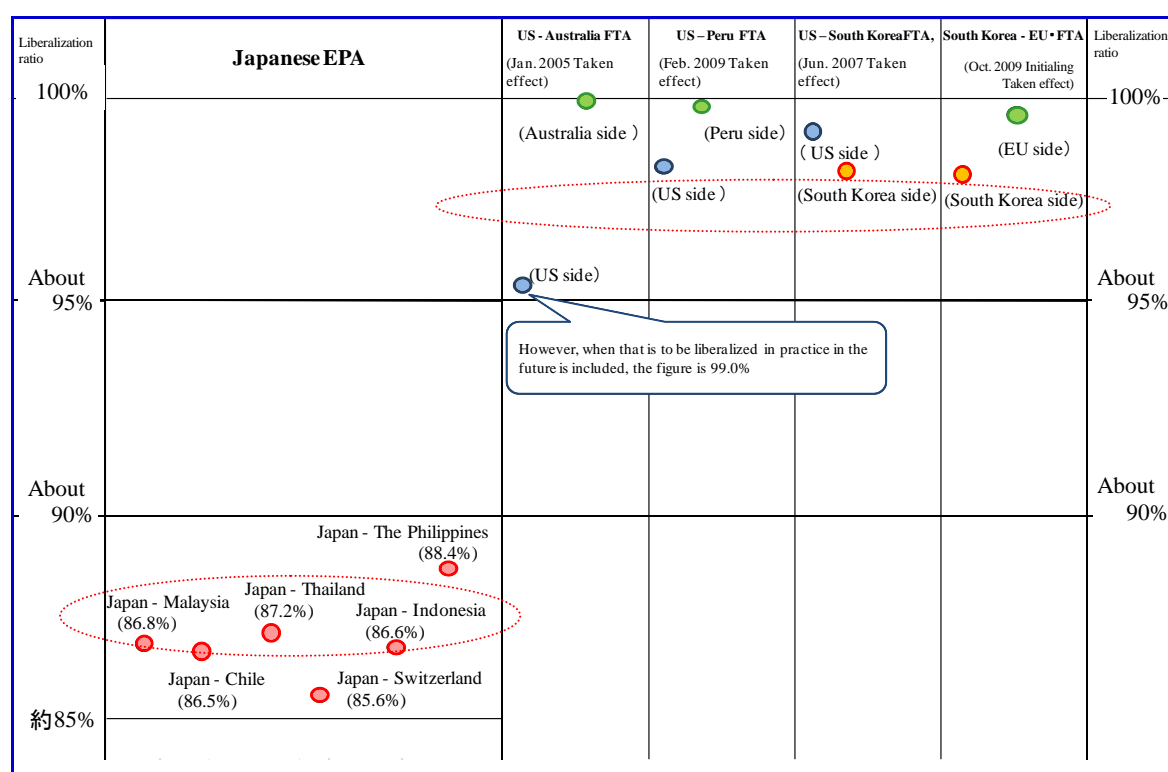 Liberalization
ratio
Japanese EPA
US - Australia FTA
(Jan. 2005 Taken
effect)
US – Peru FTA
(Feb. 2009 Taken
effect)
US – South KoreaFTA,
(Jun. 2007 Taken
effect)
South Korea - EU・FTA
(Oct. 2009 Initialing
Taken effect)
Liberalization
ratio
100%
100%
(Australia side )
(Peru side)
( US side )
(EU side)
(US side )
(South Korea side)
(South Korea side)
About
95%
(US side)
About
95%
However, when that is to be liberalized in practice in the
future is included, the figure is 99.0%
About
90%
About
90%
Japan - The Philippines
(88.4%)
Japan - Thailand
(87.2%)
Japan - Malaysia
(86.8%)
Japan - Indonesia
(86.6%)
Japan - Chile
(86.5%)
Japan - Switzerland
(85.6%)
約85%